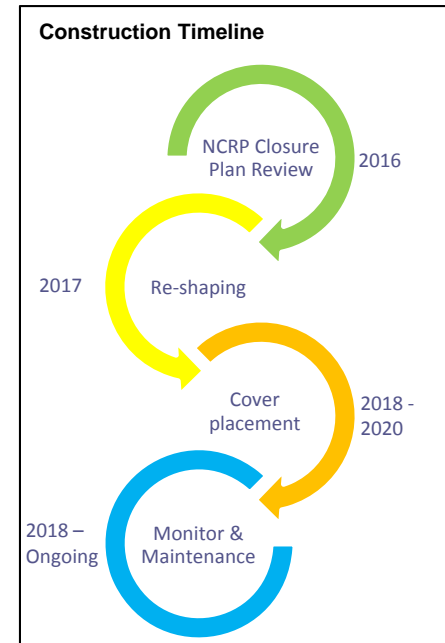 Construction Timeline
NCRP Closure
Plan Review
2016
2017
Re-shaping
Cover
placement
2018 -
2020
2018 –
Ongoing
Monitor &
Maintenance